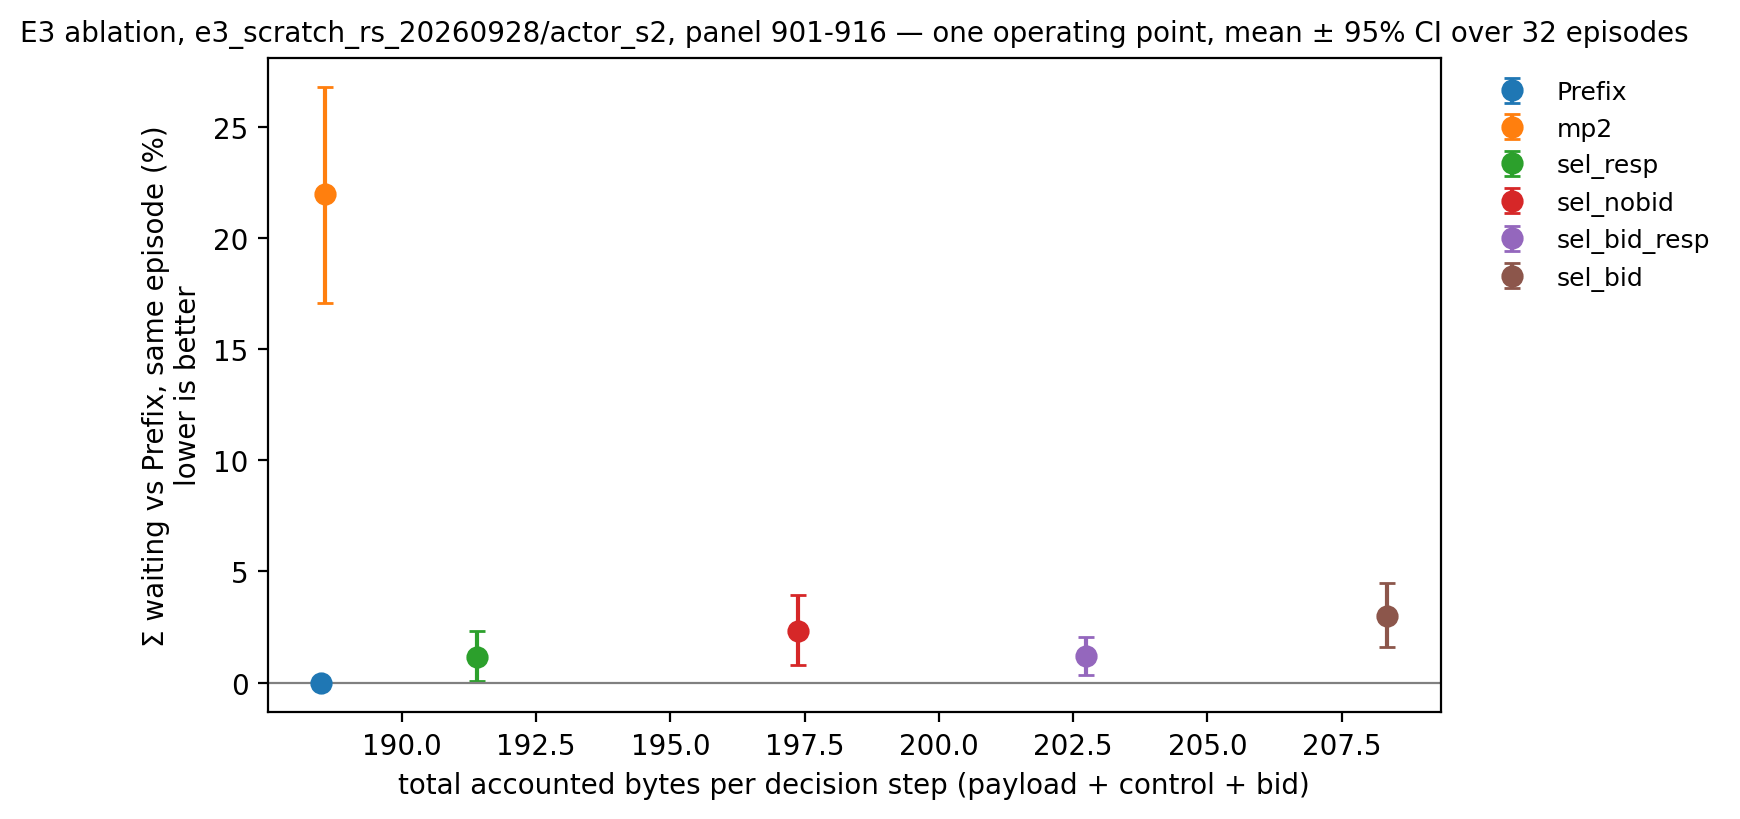 E3 ablation, e3_scratch_rs_20260928/actor_s2, panel 901-916 — one operating point, mean ± 95% CI over 32 episodes
Σ waiting vs Prefix, same episode (%)
lower is better
25
20
15
10
5
0
190.0 192.5 195.0 197.5 200.0 202.5 205.0 207.5
total accounted bytes per decision step (payload + control + bid)
Prefix
mp2
sel_resp
sel_nobid
sel_bid_resp
sel_bid